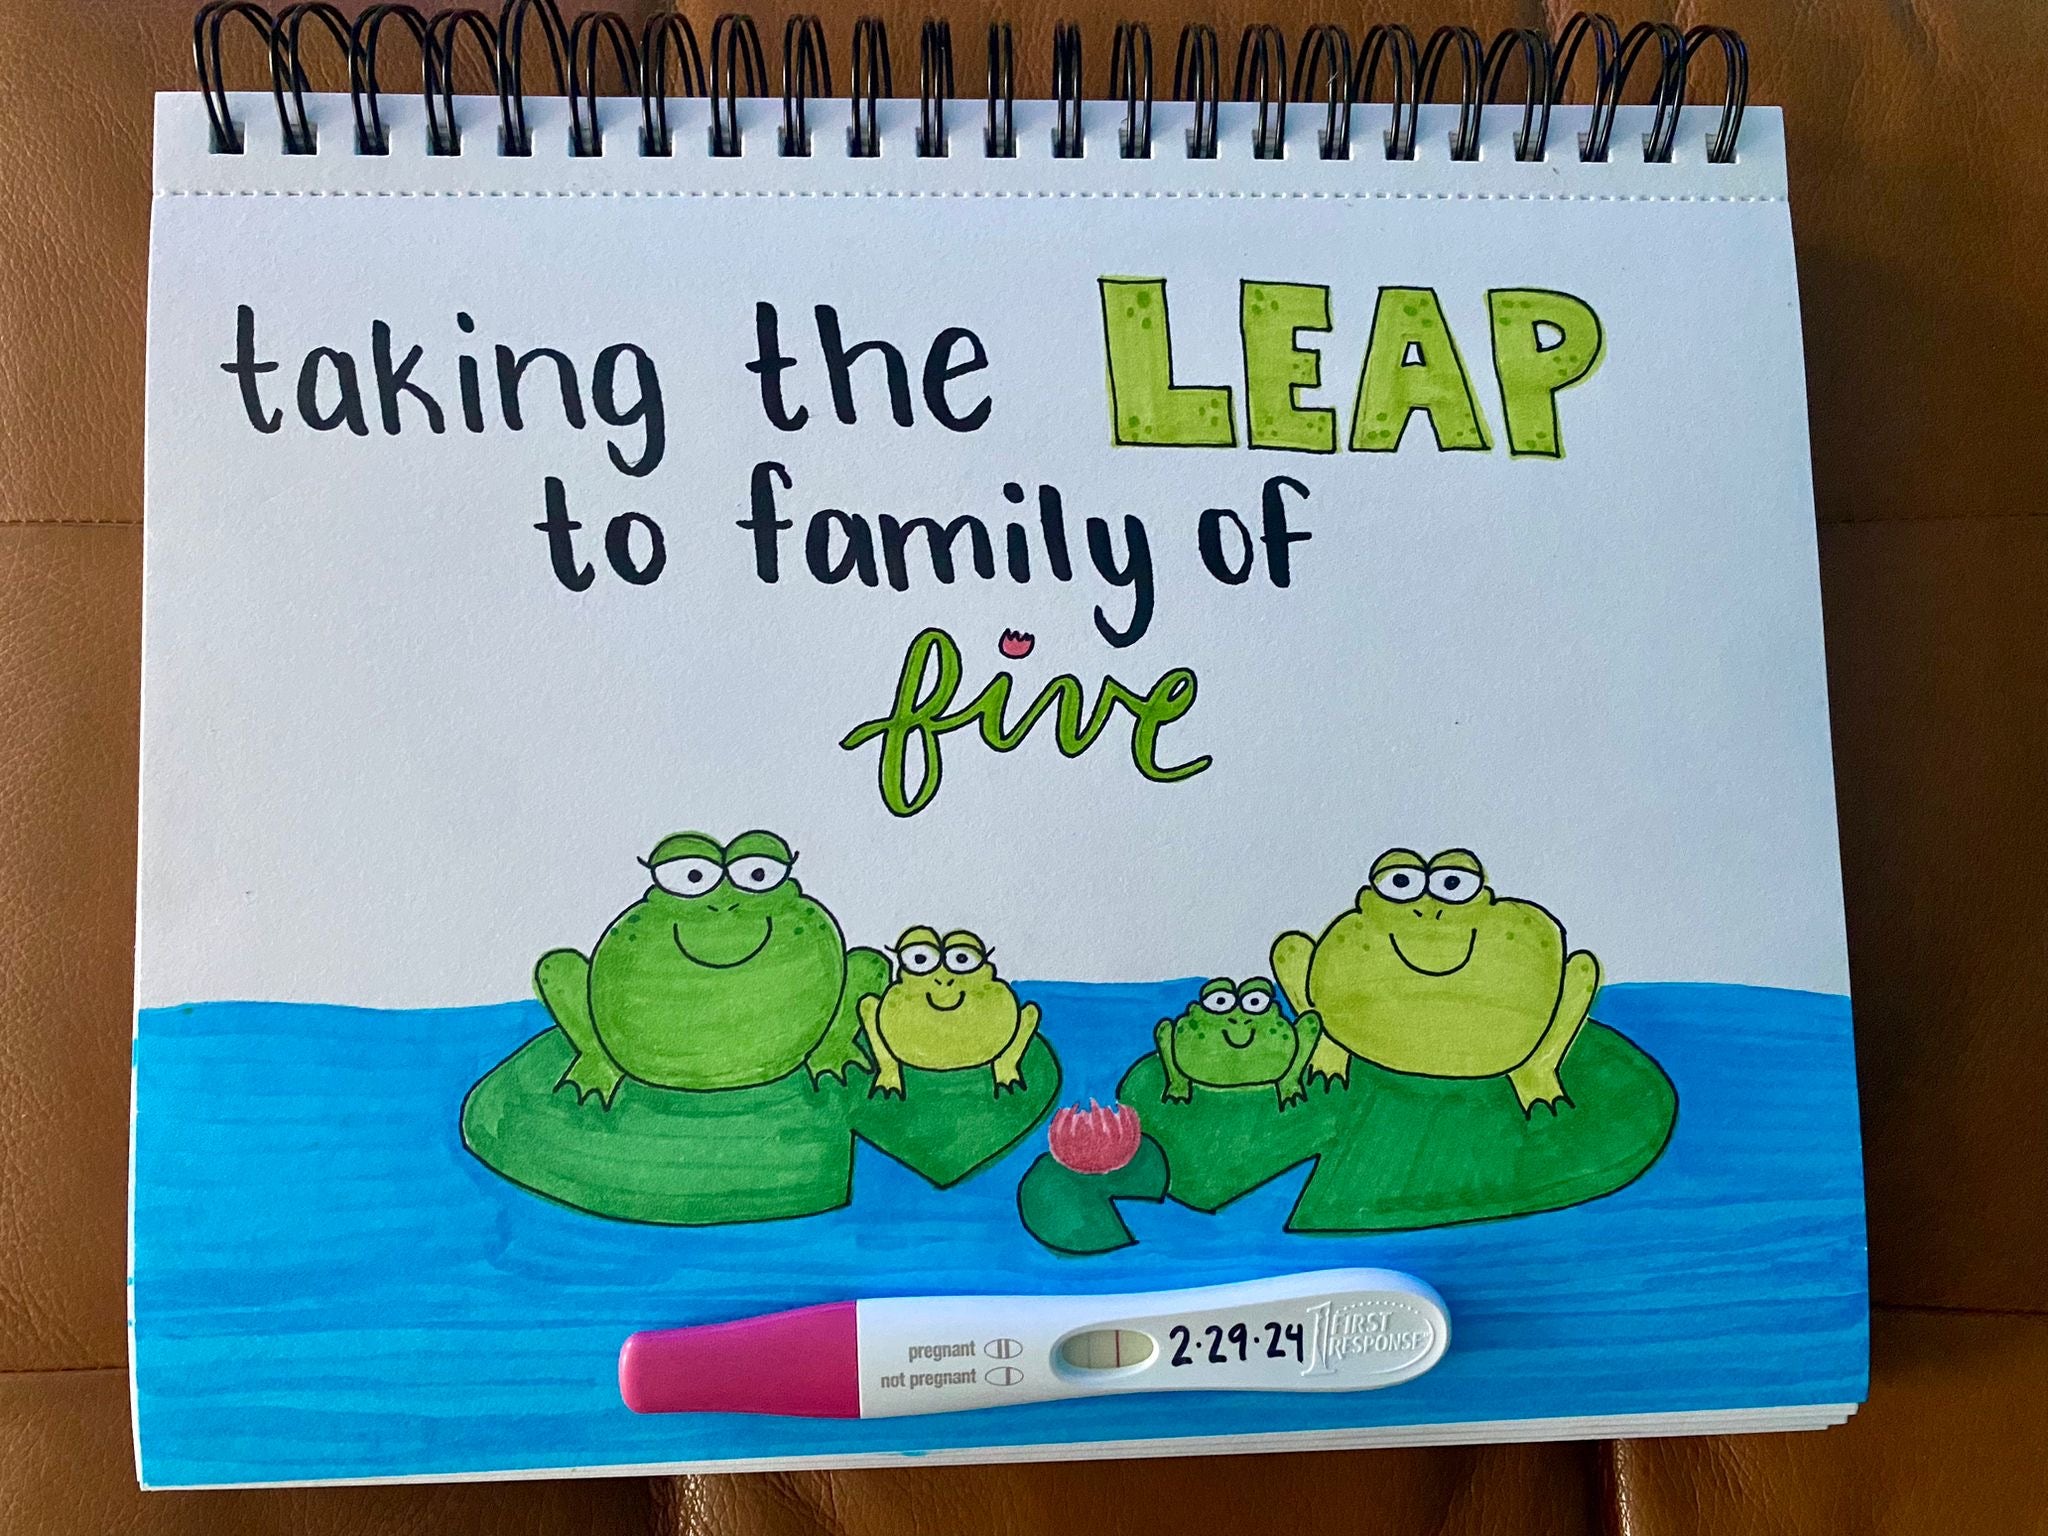 taking the LEAP
to family of
five
pregnant
not pregnant
2.29.24
FIRST
RESPONSE